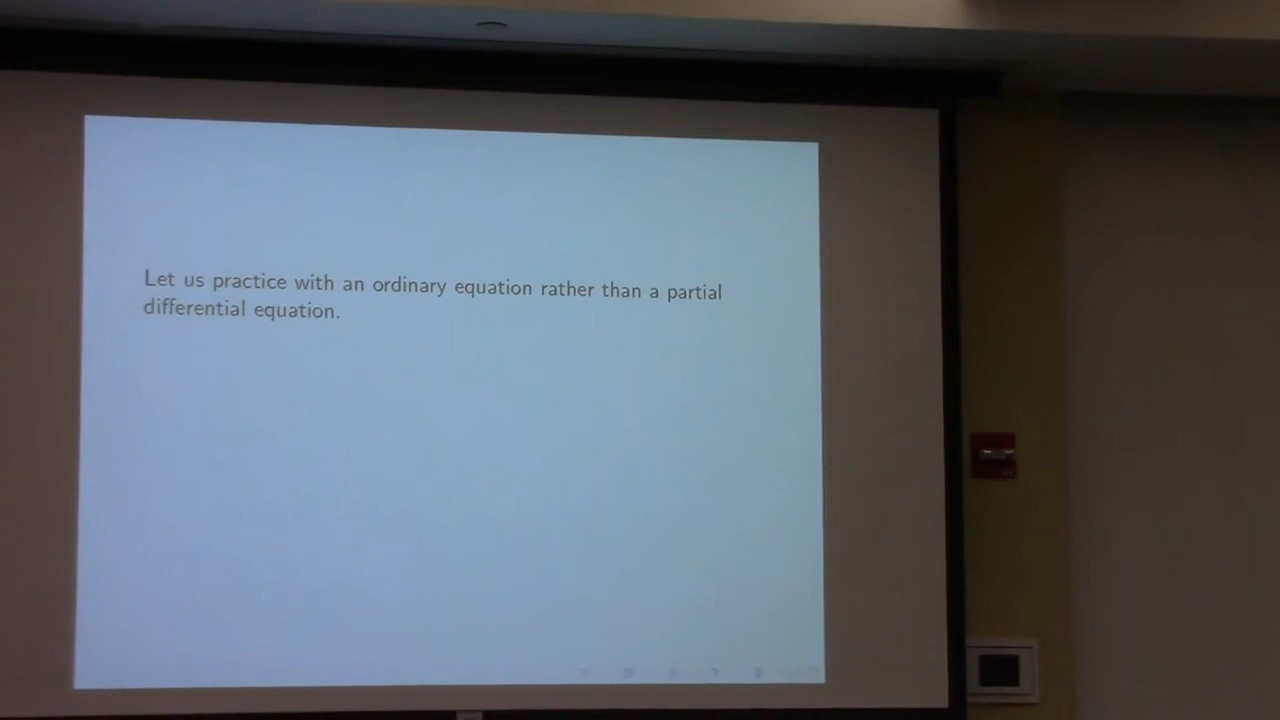 Let us practice with an ordinary equation rather than a partial
differential equation.